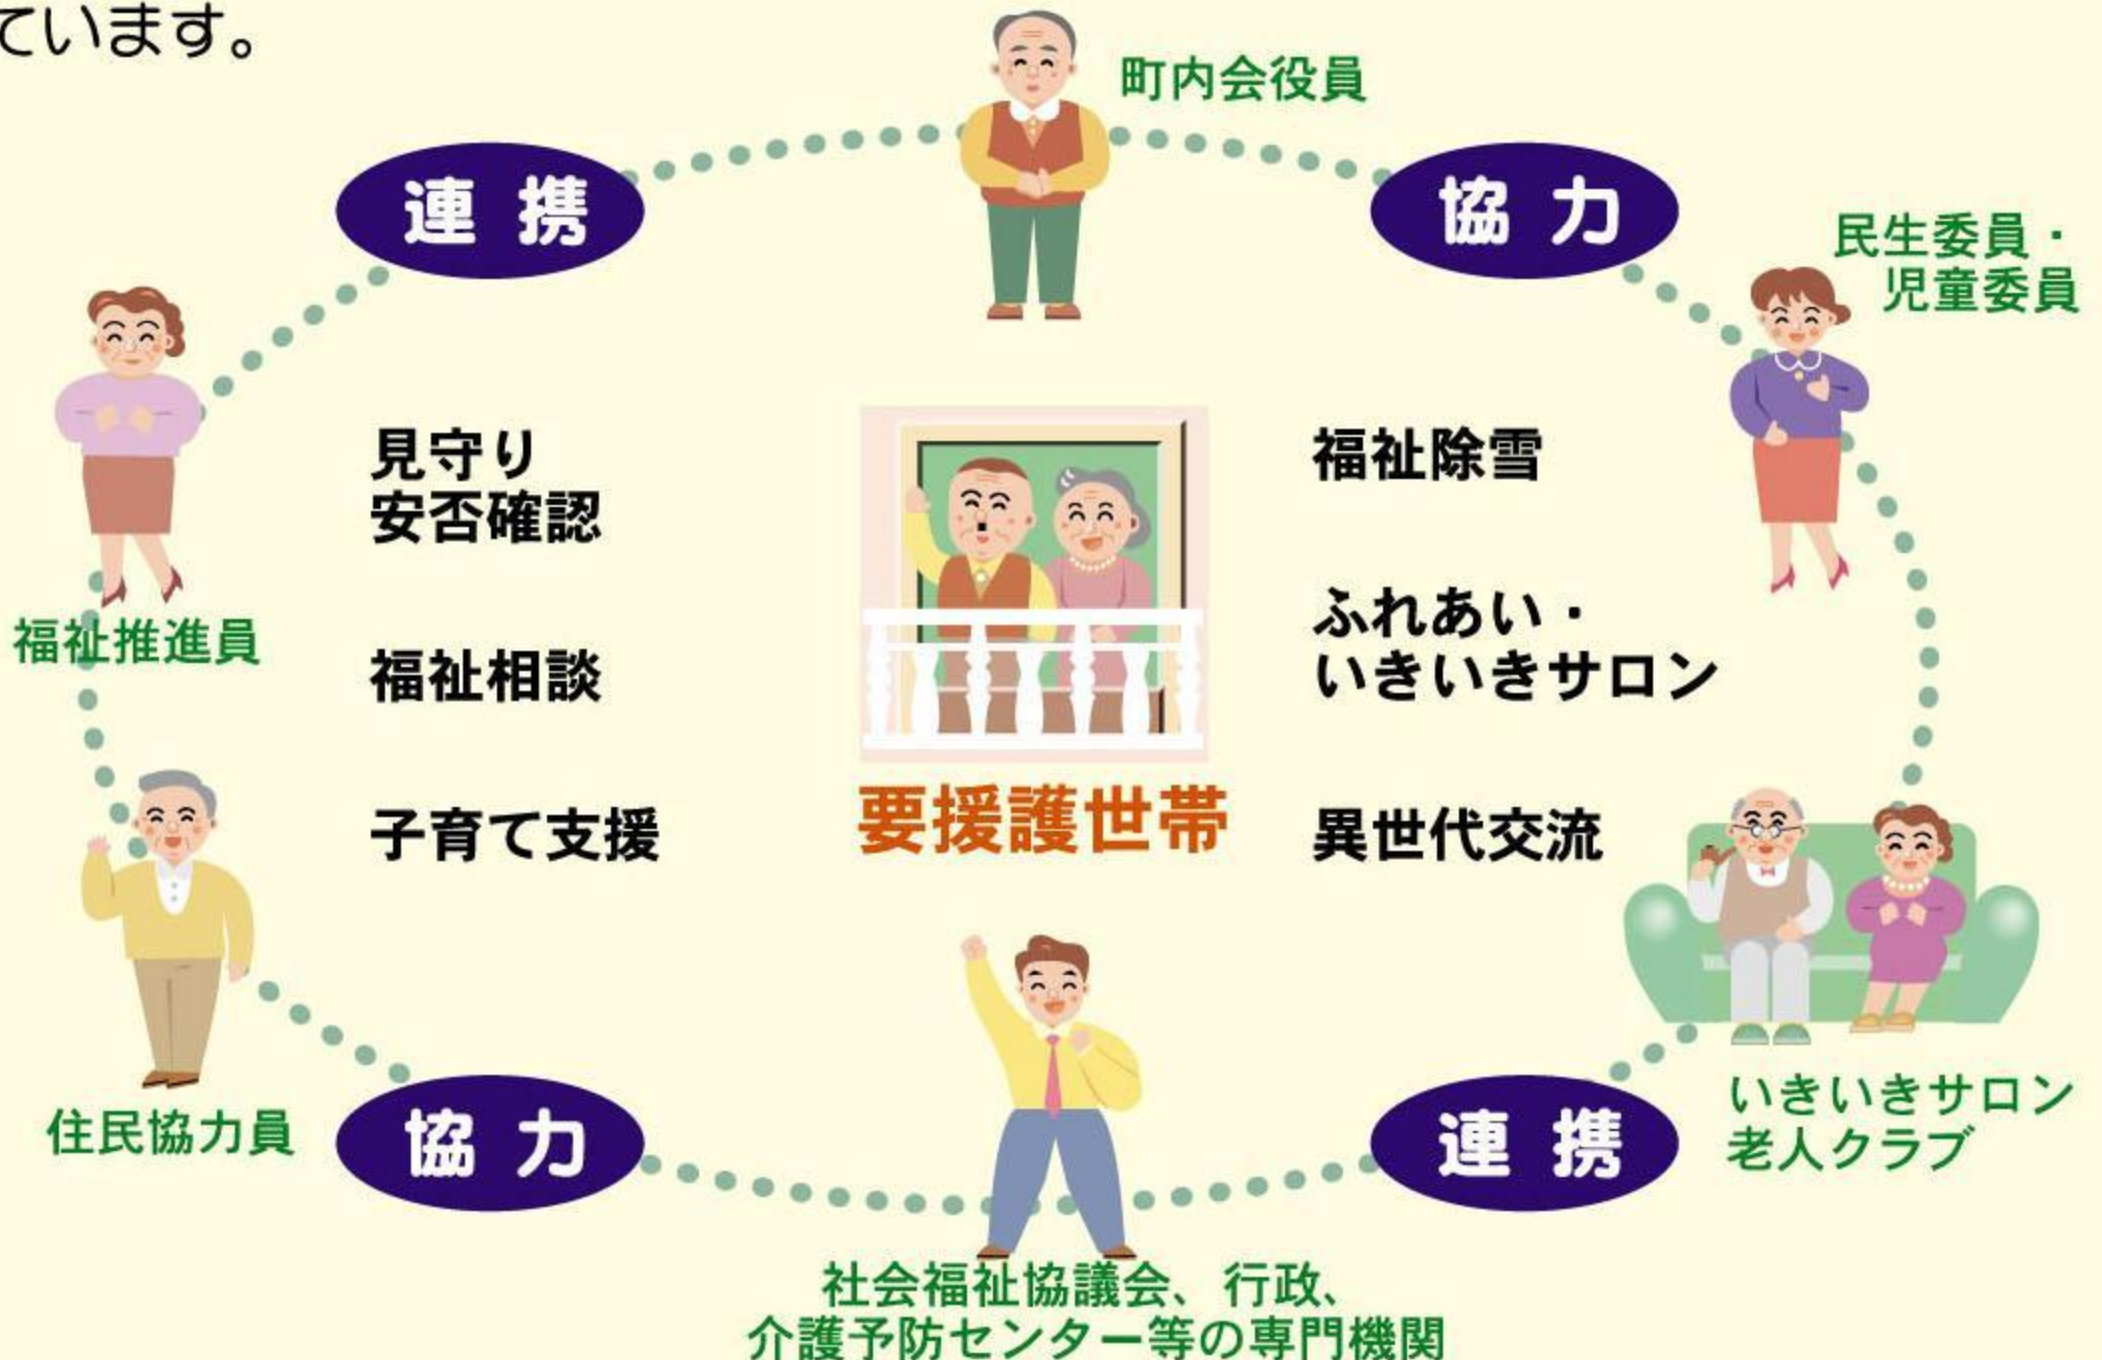 ています。
町内会役員
連携
協力
民生委員・
児童委員
見守り
安否確認
福祉除雪
ふれあい・
いきいきサロン
福祉推進員
福祉相談
子育て支援
要援護世帯
異世代交流
住民協力員
協力
連携
いきいきサロン
老人クラブ
社会福祉協議会、行政、
介護予防センター等の専門機関